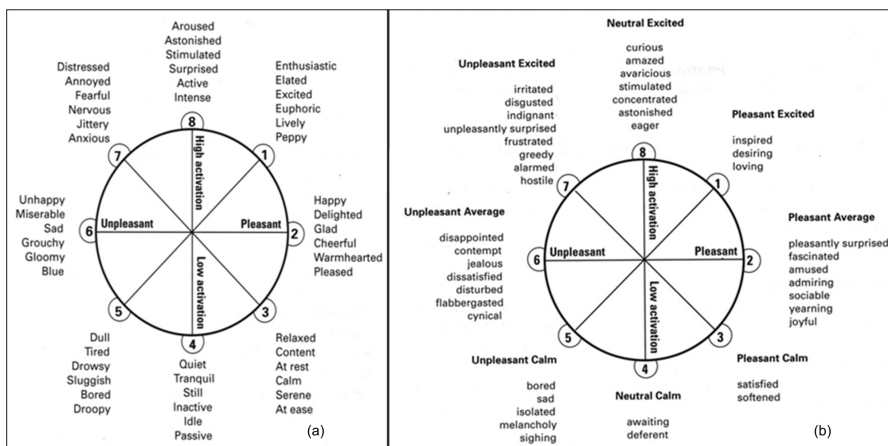 Aroused
Astonished
Stimulated
Surprised
Active
Intense
8
Distressed
Annoyed
Fearful
Nervous
Jittery
Anxious
7
Enthusiastic
Elated
Excited
Euphoric
Lively
Peppy
1
High activation
Unhappy
Miserable
Sad
Grouchy
Gloomy
Blue
6
Unpleasant
Pleasant
2
Happy
Delighted
Glad
Cheerful
Warmhearted
Pleased
Low activation
5
Dull
Tired
Drowsy
Sluggish
Bored
Droopy
4
Quiet
Tranquil
Still
Inactive
Idle
Passive
3
Relaxed
Content
At rest
Calm
Serene
At ease
(a)
Neutral Excited
curious
amazed
avaricious
stimulated
concentrated
astonished
eager
8
Unpleasant Excited
irritated
disgusted
indignant
unpleasantly surprised
frustrated
greedy
alarmed
hostile
7
Pleasant Excited
inspired
desiring
loving
1
High activation
Unpleasant Average
disappointed
contempt
jealous
dissatisfied
disturbed
flabbergasted
cynical
6
Unpleasant
Pleasant
2
Pleasant Average
pleasantly surprised
fascinated
amused
admiring
sociable
yearning
joyful
Low activation
5
Unpleasant Calm
bored
sad
isolated
melancholy
sighing
4
Neutral Calm
awaiting
deferent
3
Pleasant Calm
satisfied
softened
(b)